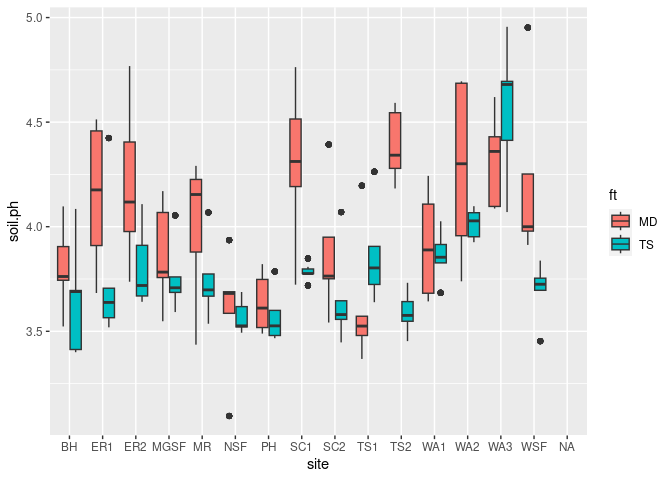 soil.ph
5.0
4.5
4.0
3.5
BH ER1 ER2 MGSF MR NSF PH SC1 SC2 TS1 TS2 WA1 WA2 WA3 WSF NA
site
ft
MD
TS